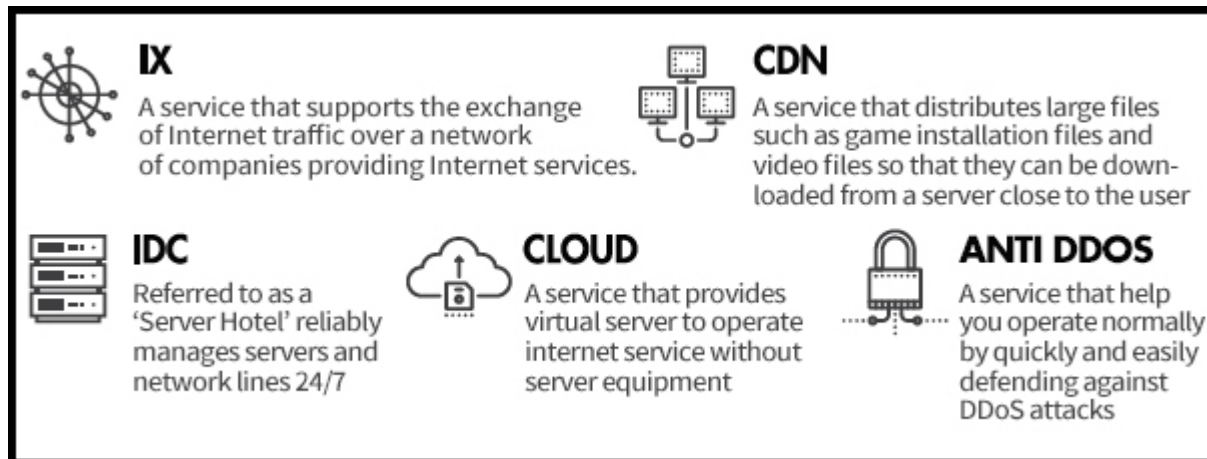 IX
A service that supports the exchange
of Internet traffic over a network
of companies providing Internet services.
CDN
A service that distributes large files
such as game installation files and
video files so that they can be down-
loaded from a server close to the user
IDC
Referred to as a
‘Server Hotel’ reliably
manages servers and
network lines 24/7
CLOUD
A service that provides
virtual server to operate
internet service without
server equipment
ANTI DDOS
A service that help
you operate normally
by quickly and easily
defending against
DDoS attacks